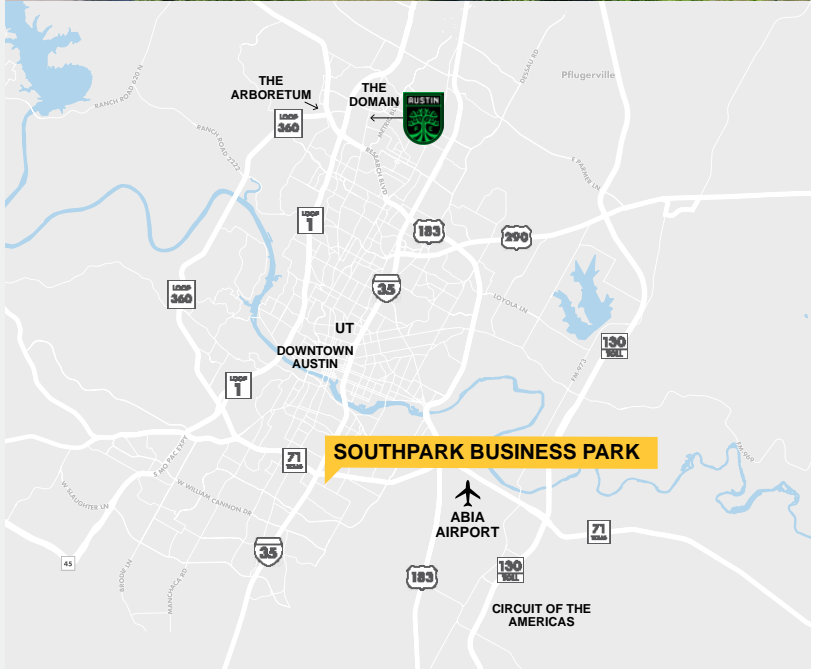 RANCH ROAD 620 N
THE
ARBORETUM
THE
DOMAIN
AUSTIN
DESSAU RD
Pflugerville
LOOP
360
RANCH ROAD 2222
RESEARCH BLVD
E PARMER LN
LOOP
1
183
290
LOOP
360
35
LOYOLA LN
UT
DOWNTOWN
AUSTIN
130
TOLL
FM-973
LOOP
1
S MO PAC EXPY
71
TEXAS
SOUTHPARK BUSINESS PARK
FM-969
W SLAUGHTER LN
W WILLIAM CANNON DR
ABIA
AIRPORT
71
TEXAS
35
45
BRODIE LN
MANCHACA RD
183
130
TOLL
CIRCUIT OF THE
AMERICAS